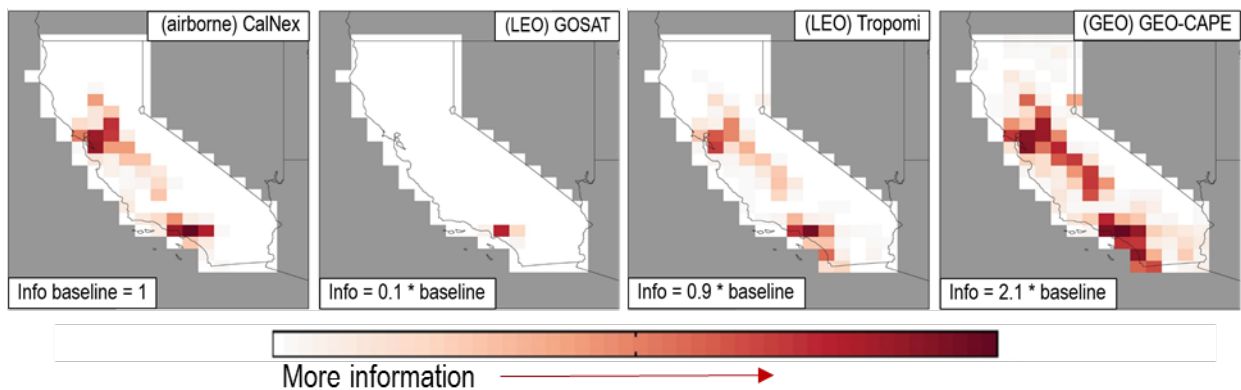 (airborne) CalNex
(LEO) GOSAT
(LEO) Tropomi
(GEO) GEO-CAPE
Info baseline = 1
Info = 0.1 * baseline
Info = 0.9 * baseline
Info = 2.1 * baseline
More information